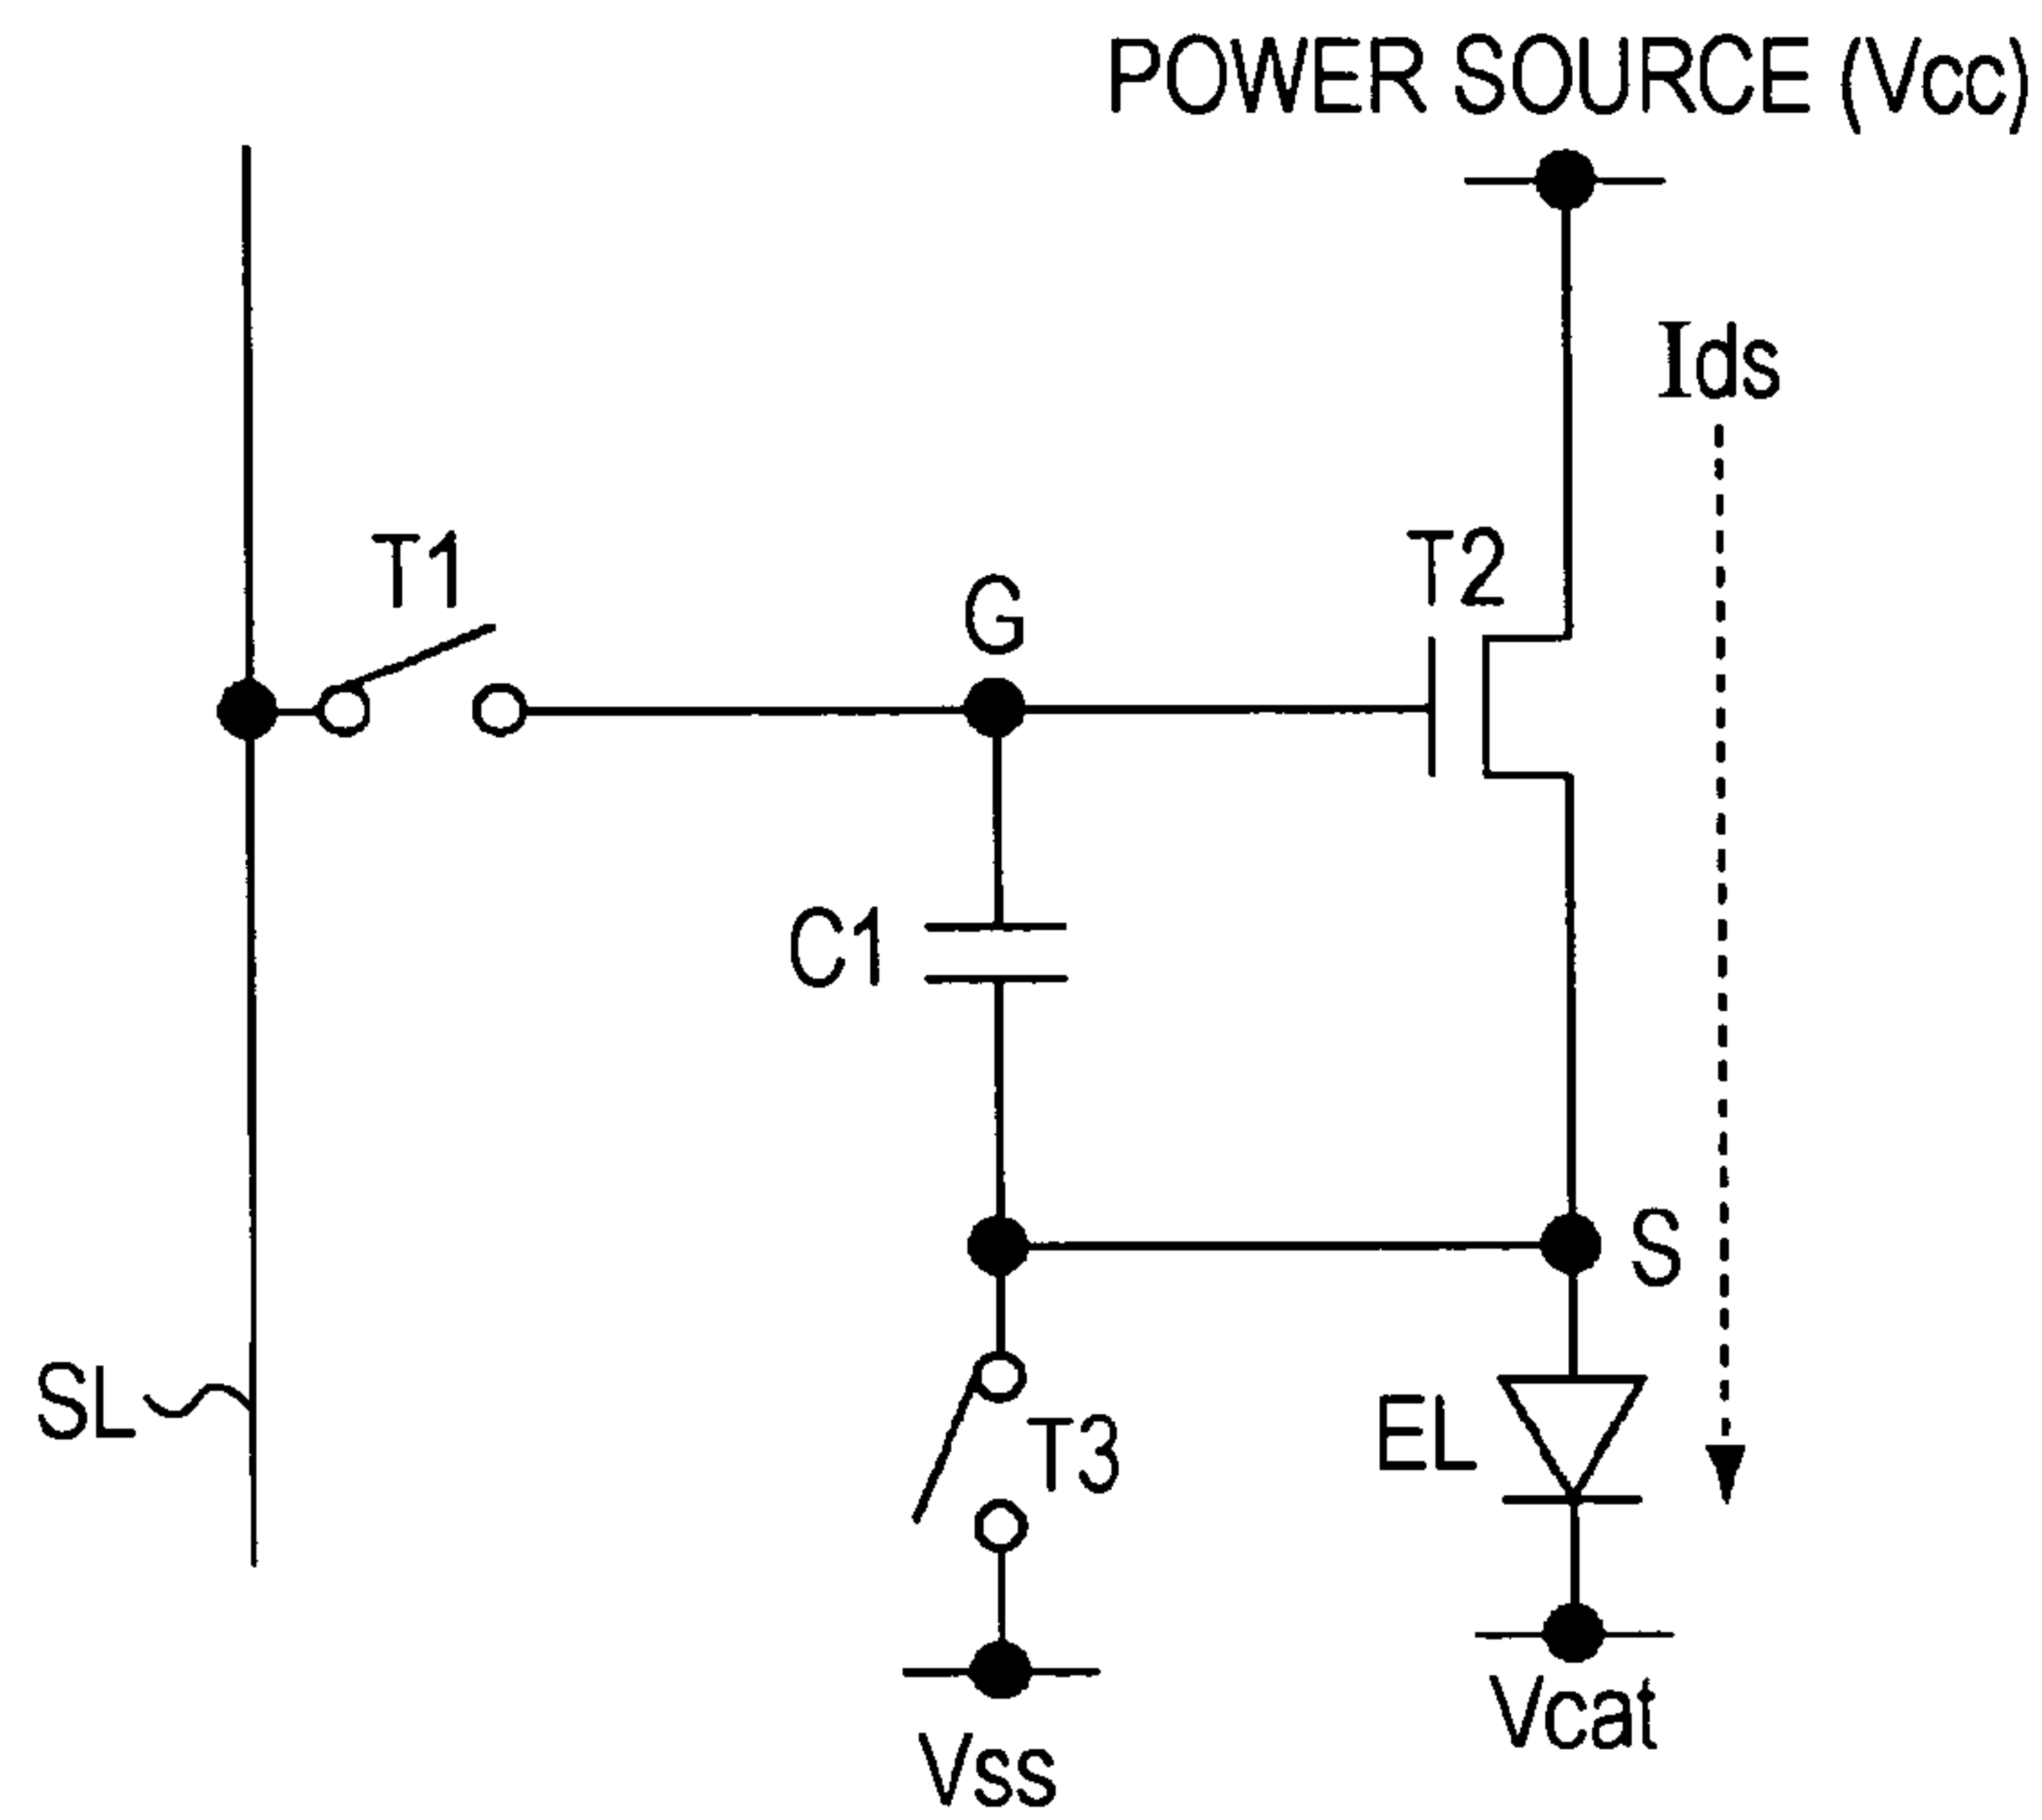 POWER SOURCE (Vcc)
Ids
T1
G
T2
C1
S
SL
T3
EL
Vcat
Vss